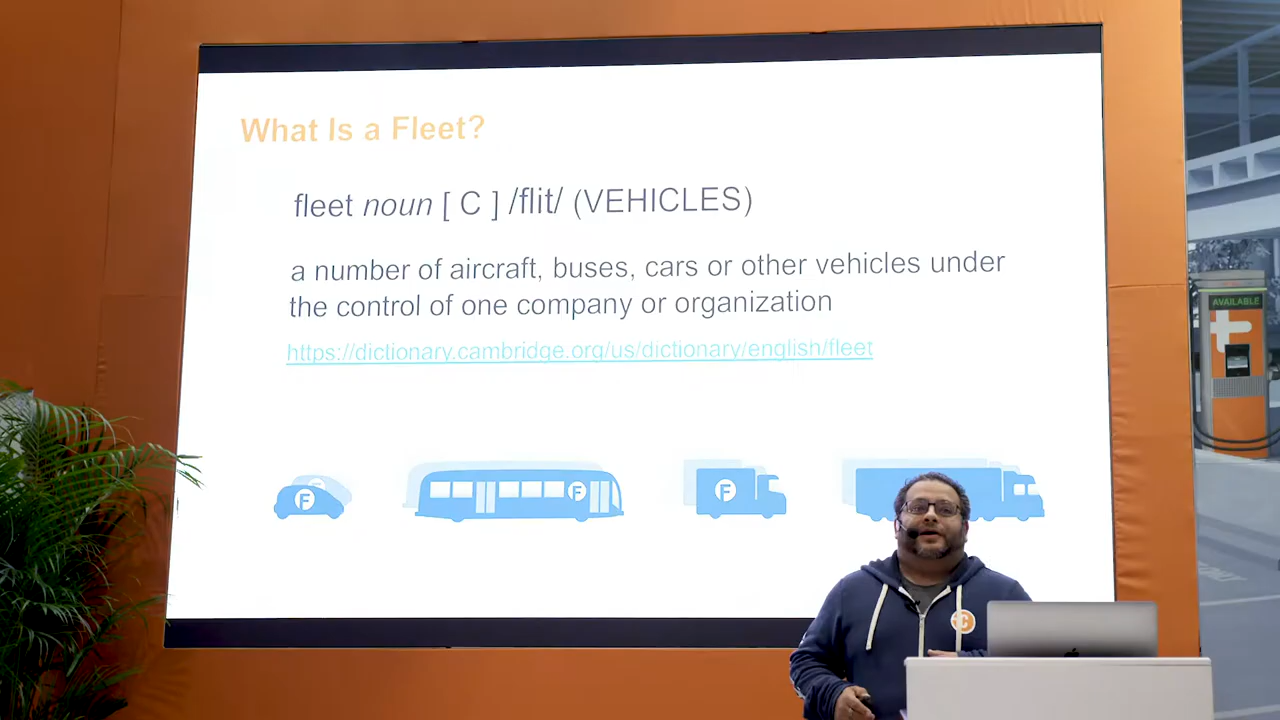 What Is a Fleet?
fleet noun [ C ] /flit/ (VEHICLES)
a number of aircraft, buses, cars or other vehicles under
the control of one company or organization
https://dictionary.cambridge.org/us/dictionary/english/fleet
F
F
F
AVAILABLE